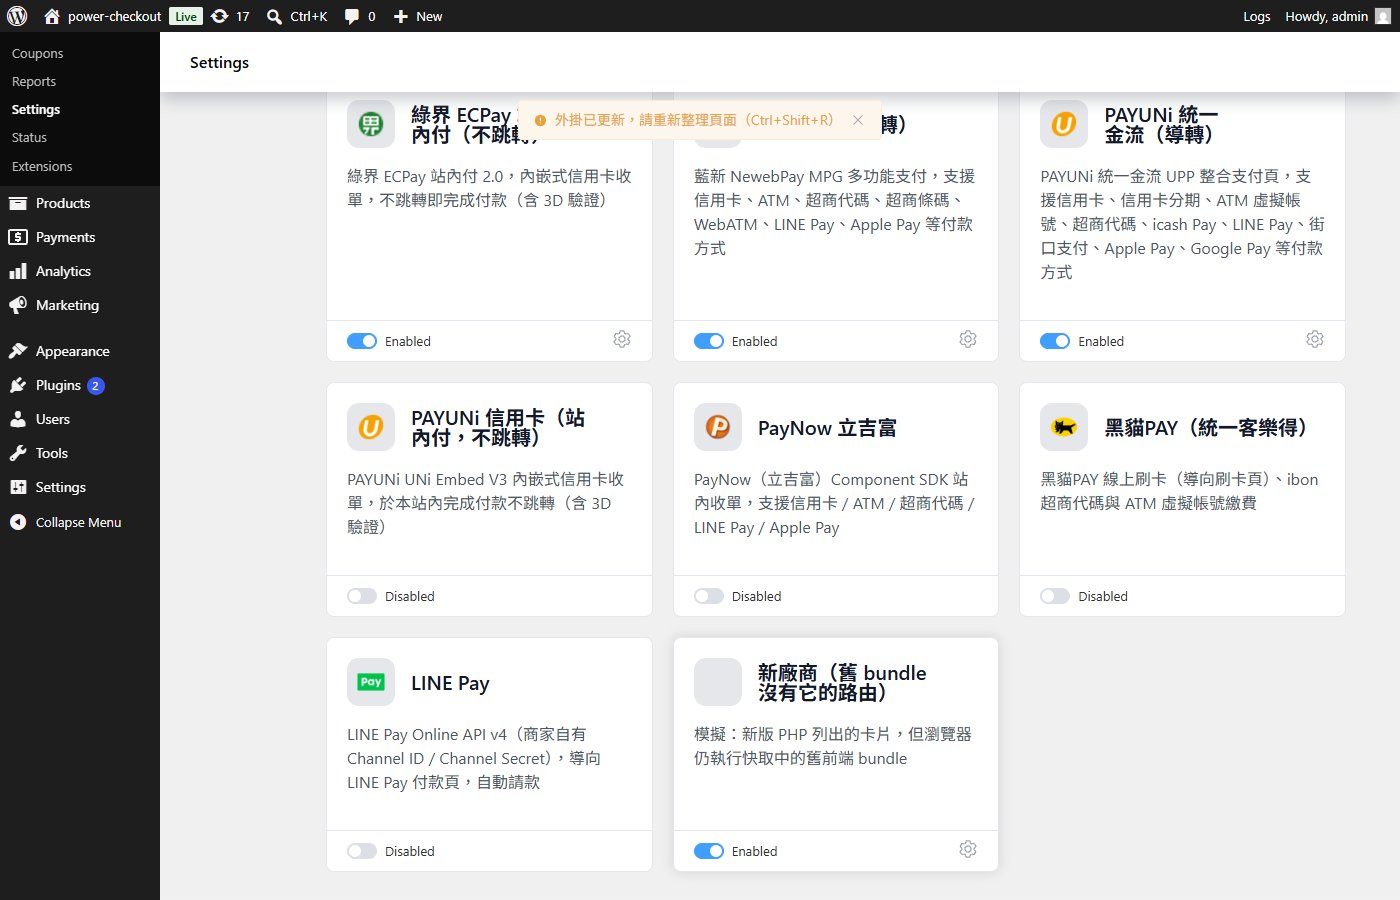 power-checkout Live 17 Ctrl+K 0 New Logs Howdy, admin
Coupons
Reports
Settings
Status
Extensions
Products
Payments
Analytics
Marketing
Appearance
Plugins 2
Users
Tools
Settings
Collapse Menu
Settings
外掛已更新，請重新整理頁面（Ctrl+Shift+R）
綠界 ECPay
內付（不跳轉）
綠界 ECPay 站內付 2.0，內嵌式信用卡收
單，不跳轉即完成付款（含 3D 驗證）
Enabled
轉）
藍新 NewebPay MPG 多功能支付，支援
信用卡、ATM、超商代碼、超商條碼、
WebATM、LINE Pay、Apple Pay 等付款
方式
Enabled
PAYUNi 統一
金流（導轉）
PAYUNi 統一金流 UPP 整合支付頁，支
援信用卡、信用卡分期、ATM 虛擬帳
號、超商代碼、icash Pay、LINE Pay、街
口支付、Apple Pay、Google Pay 等付款
方式
Enabled
PAYUNi 信用卡（站
內付，不跳轉）
PAYUNi UNi Embed V3 內嵌式信用卡收
單，於本站內完成付款不跳轉（含 3D
驗證）
Disabled
PayNow 立吉富
PayNow（立吉富）Component SDK 站
內收單，支援信用卡 / ATM / 超商代碼 /
LINE Pay / Apple Pay
Disabled
黑貓PAY（統一客樂得）
黑貓PAY 線上刷卡（導向刷卡頁）、ibon
超商代碼與 ATM 虛擬帳號繳費
Disabled
Pay
LINE Pay
LINE Pay Online API v4（商家自有
Channel ID / Channel Secret），導向
LINE Pay 付款頁，自動請款
Disabled
新廠商（舊 bundle
沒有它的路由）
模擬：新版 PHP 列出的卡片，但瀏覽器
仍執行快取中的舊前端 bundle
Enabled